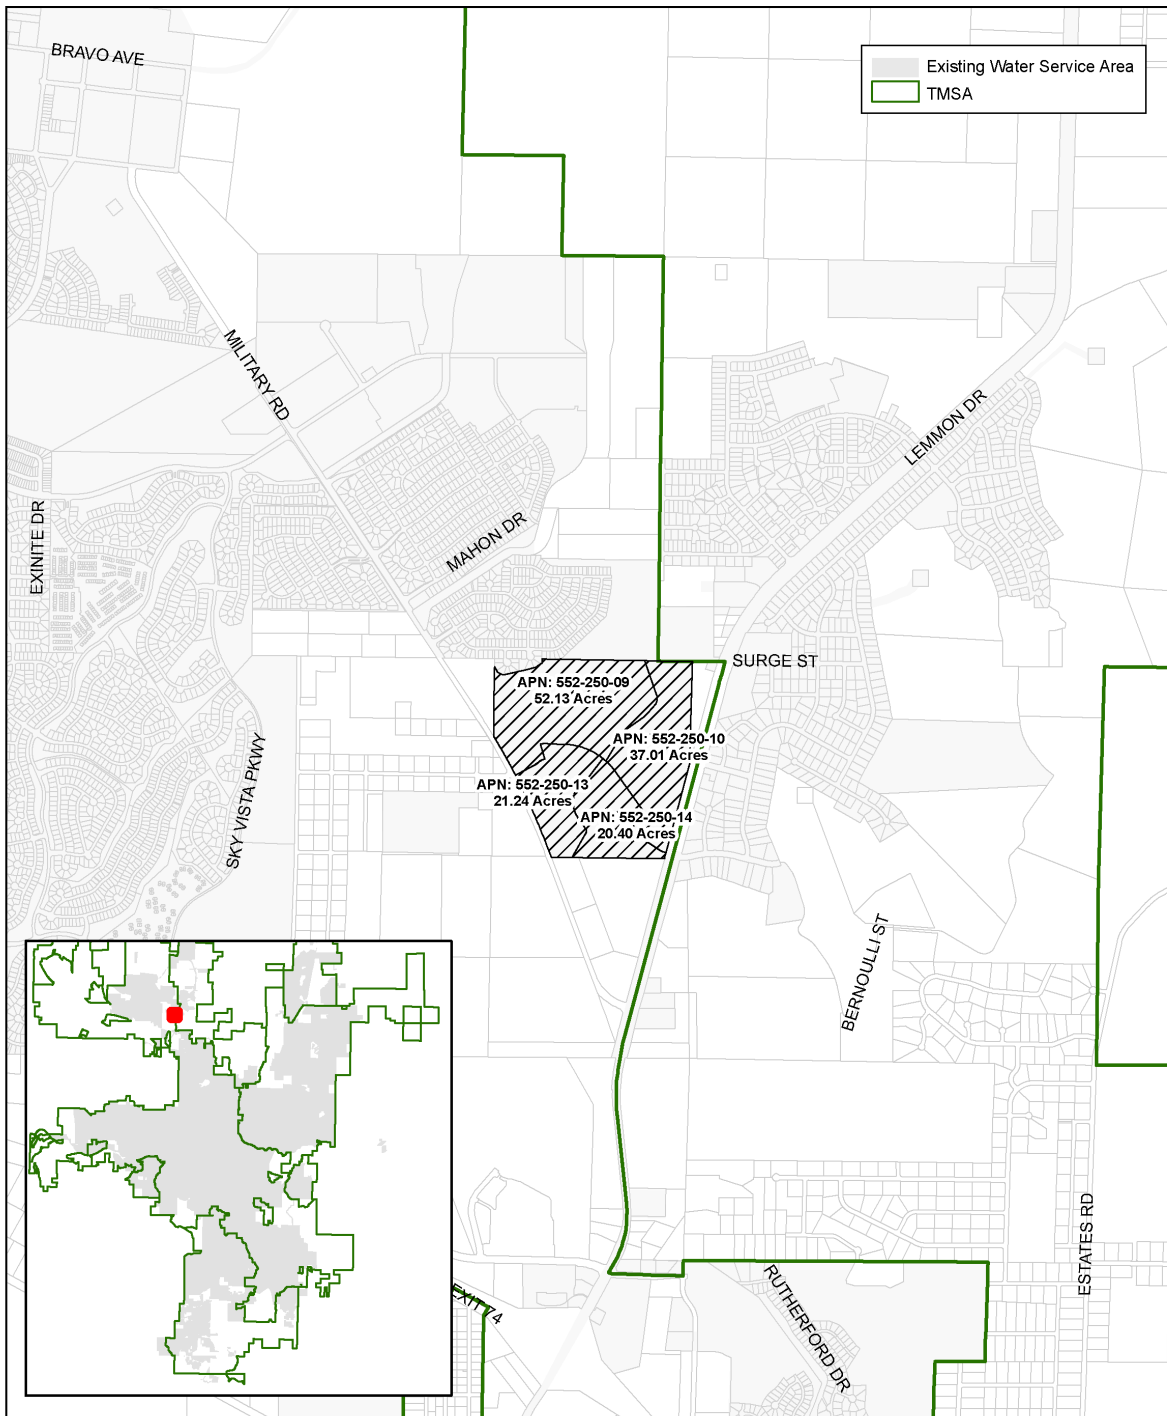 BRAVO AVE
Existing Water Service Area
TMSA
MILITARY RD
LEMMON DR
EXINITE DR
MAHON DR
SURGE ST
APN: 552-250-09
52.13 Acres
APN: 552-250-10
37.01 Acres
SKY VISTA PKWY
APN: 552-250-13
21.24 Acres
APN: 552-250-14
20.40 Acres
BERNOULLI ST
ESTATES RD
EXIT 74
RUTHERFORD DR